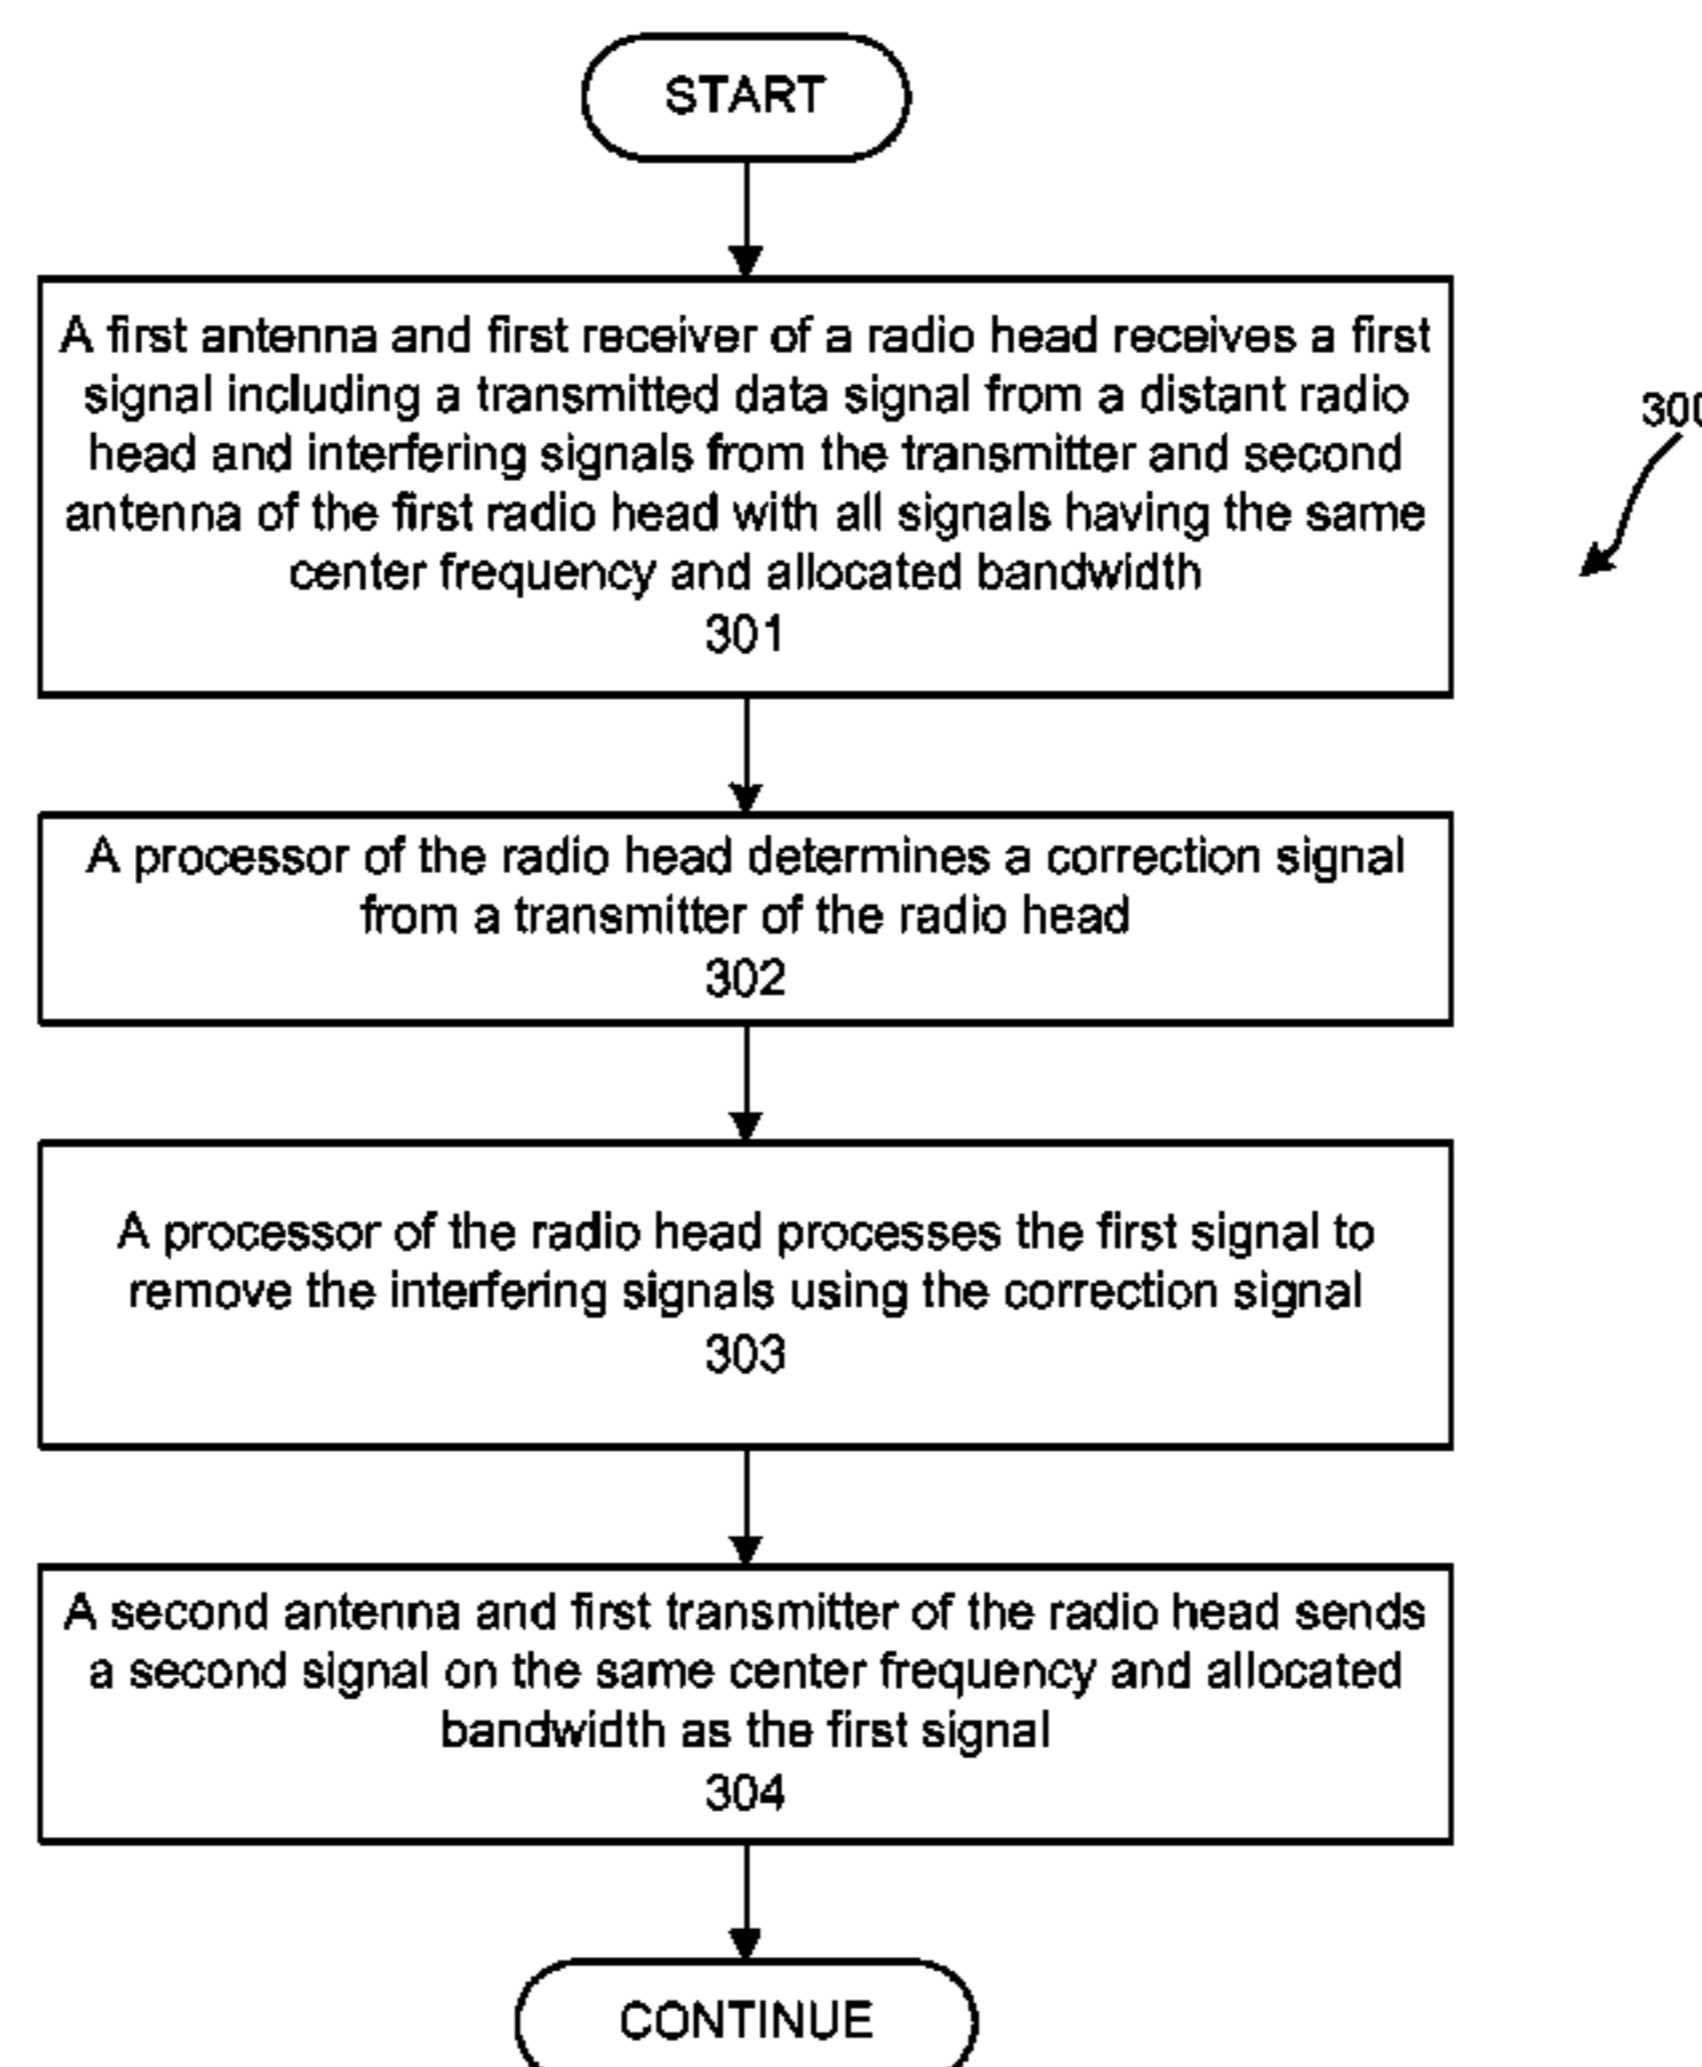 START
A first antenna and first receiver of a radio head receives a first
signal including a transmitted data signal from a distant radio
head and interfering signals from the transmitter and second
antenna of the first radio head with all signals having the same
center frequency and allocated bandwidth
301
300
A processor of the radio head determines a correction signal
from a transmitter of the radio head
302
A processor of the radio head processes the first signal to
remove the interfering signals using the correction signal
303
A second antenna and first transmitter of the radio head sends
a second signal on the same center frequency and allocated
bandwidth as the first signal
304
CONTINUE